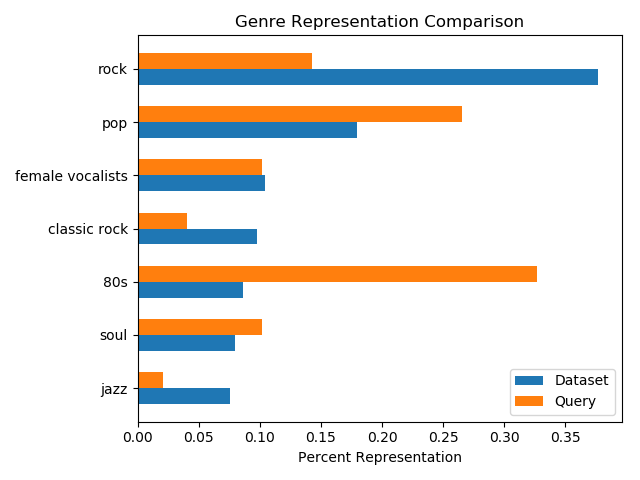 Genre Representation Comparison
rock
pop
female vocalists
classic rock
80s
soul
jazz
0.00 0.05 0.10 0.15 0.20 0.25 0.30 0.35
Percent Representation
Dataset
Query